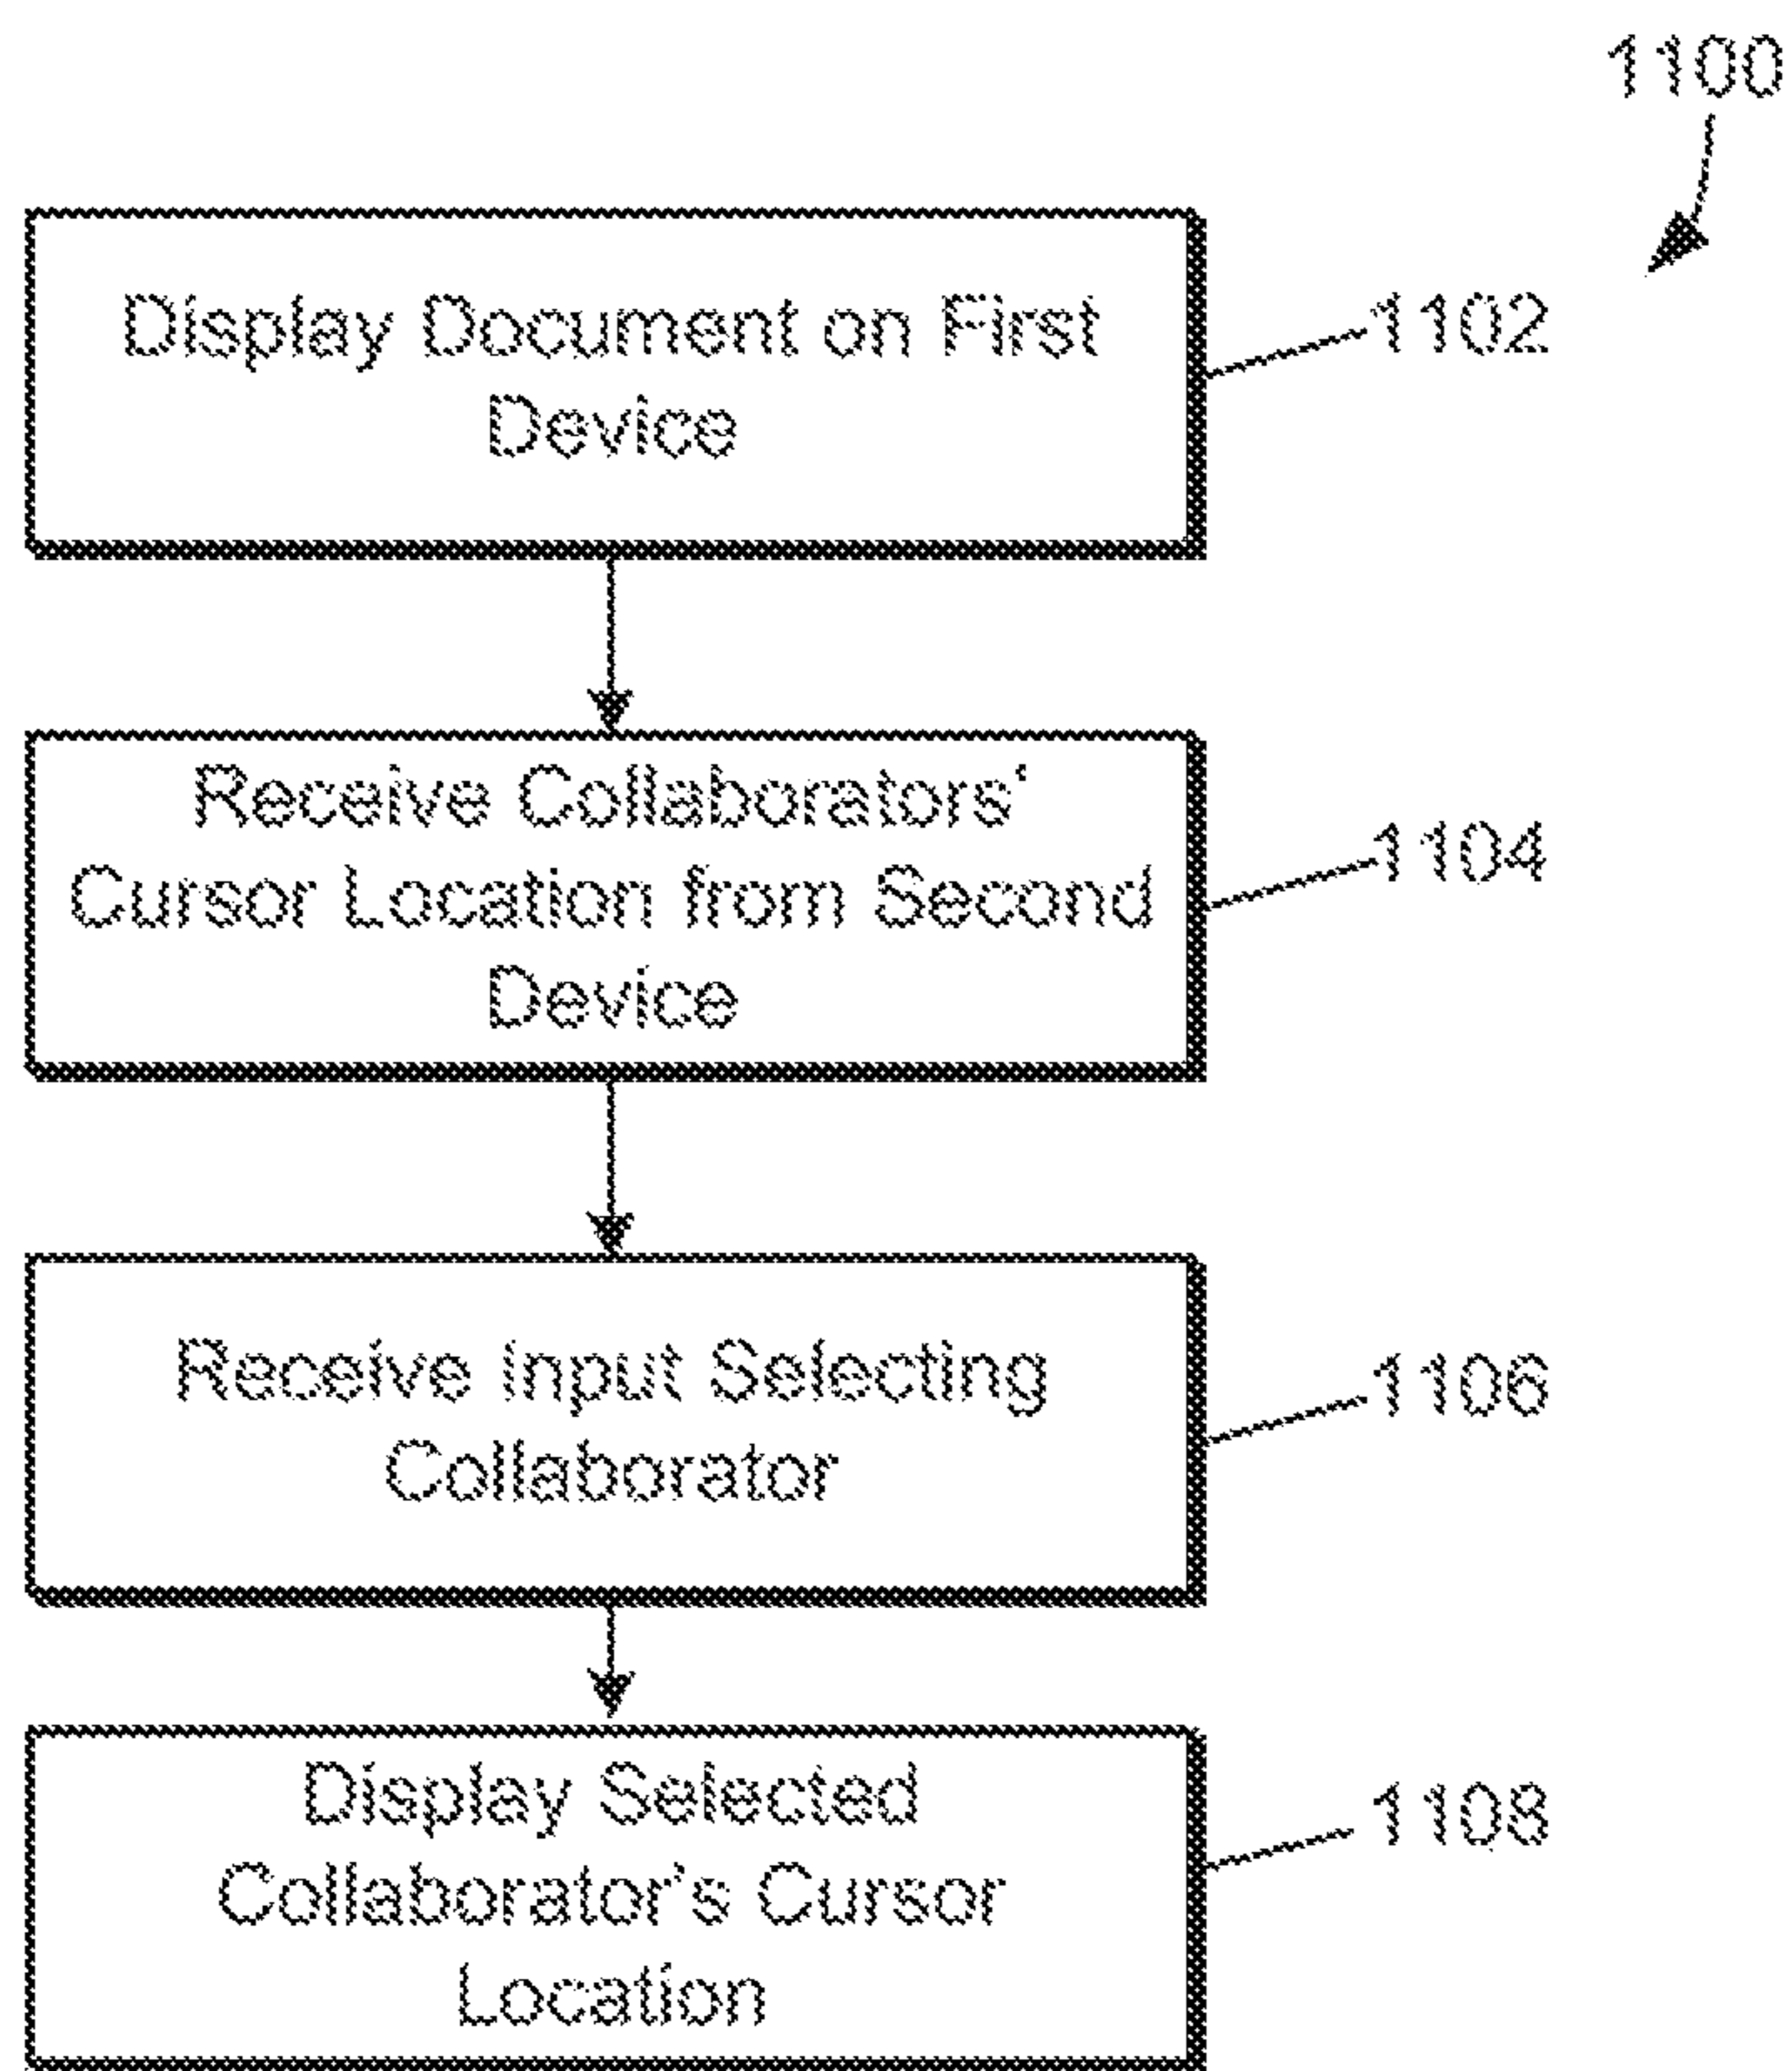 1100
Display Document on First
Device
1102
Receive Collaborators'
Cursor Location from Second
Device
1104
Receive Input Selecting
Collaborator
1106
Display Selected
Collaborator's Cursor
Location
1108